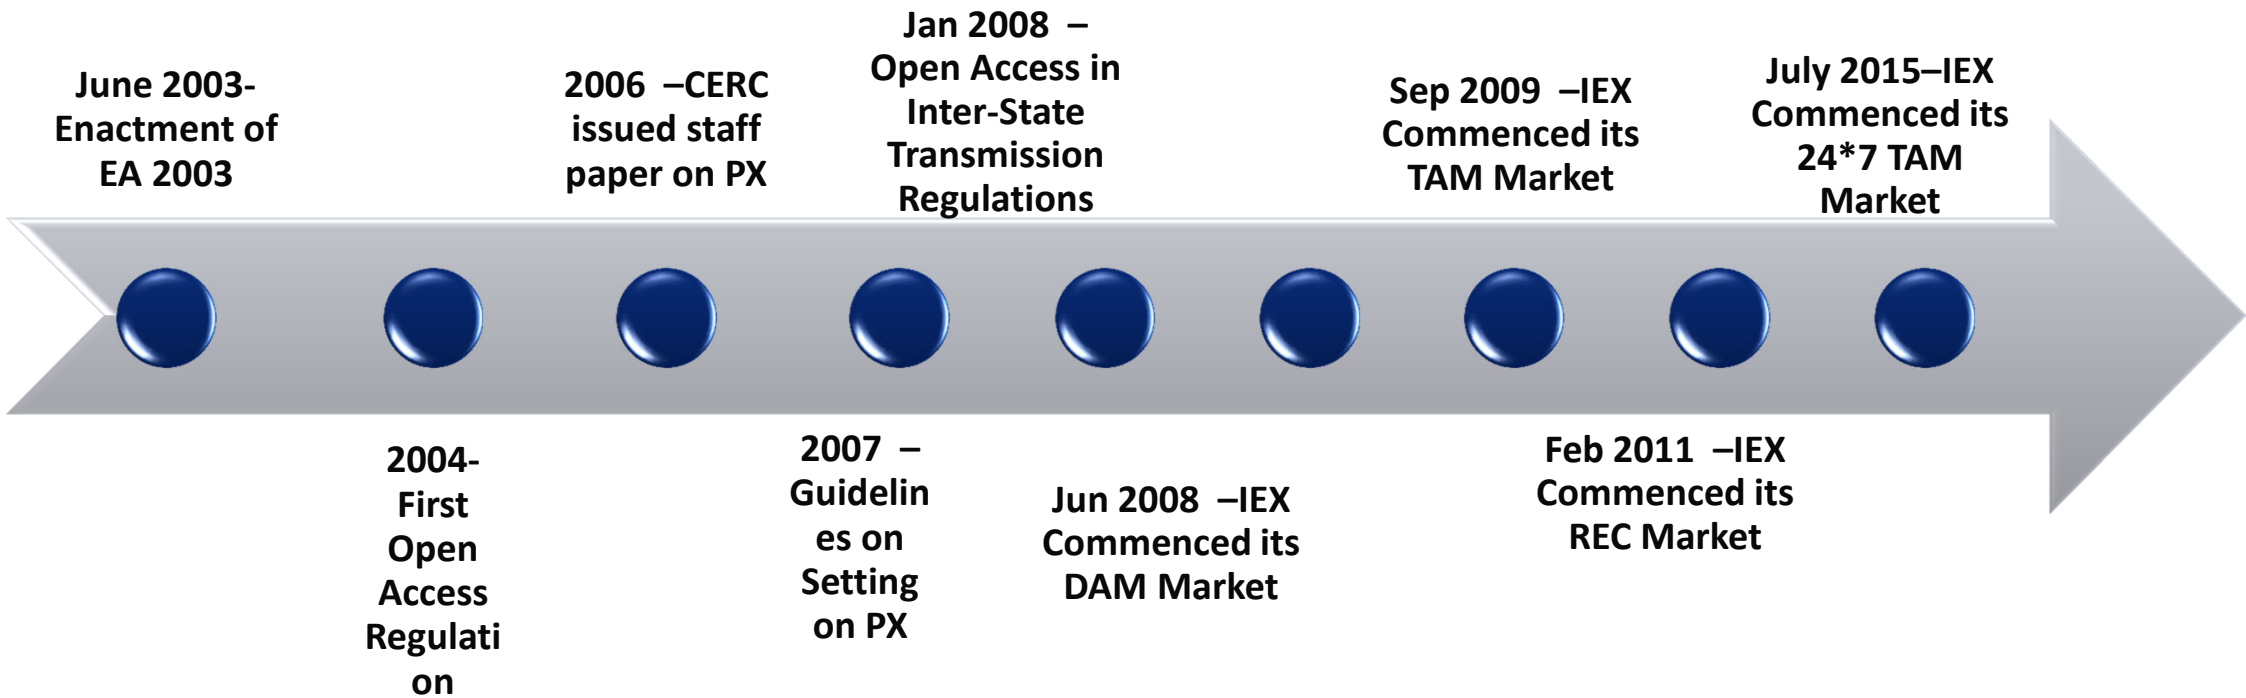 June 2003-
Enactment of
EA 2003
2004-
First
Open
Access
Regulati
on
2006 –CERC
issued staff
paper on PX
2007 –
Guidelin
es on
Setting
on PX
Jan 2008 –
Open Access in
Inter-State
Transmission
Regulations
Jun 2008 –IEX
Commenced its
DAM Market
Sep 2009 –IEX
Commenced its
TAM Market
Feb 2011 –IEX
Commenced its
REC Market
July 2015–IEX
Commenced its
24*7 TAM
Market